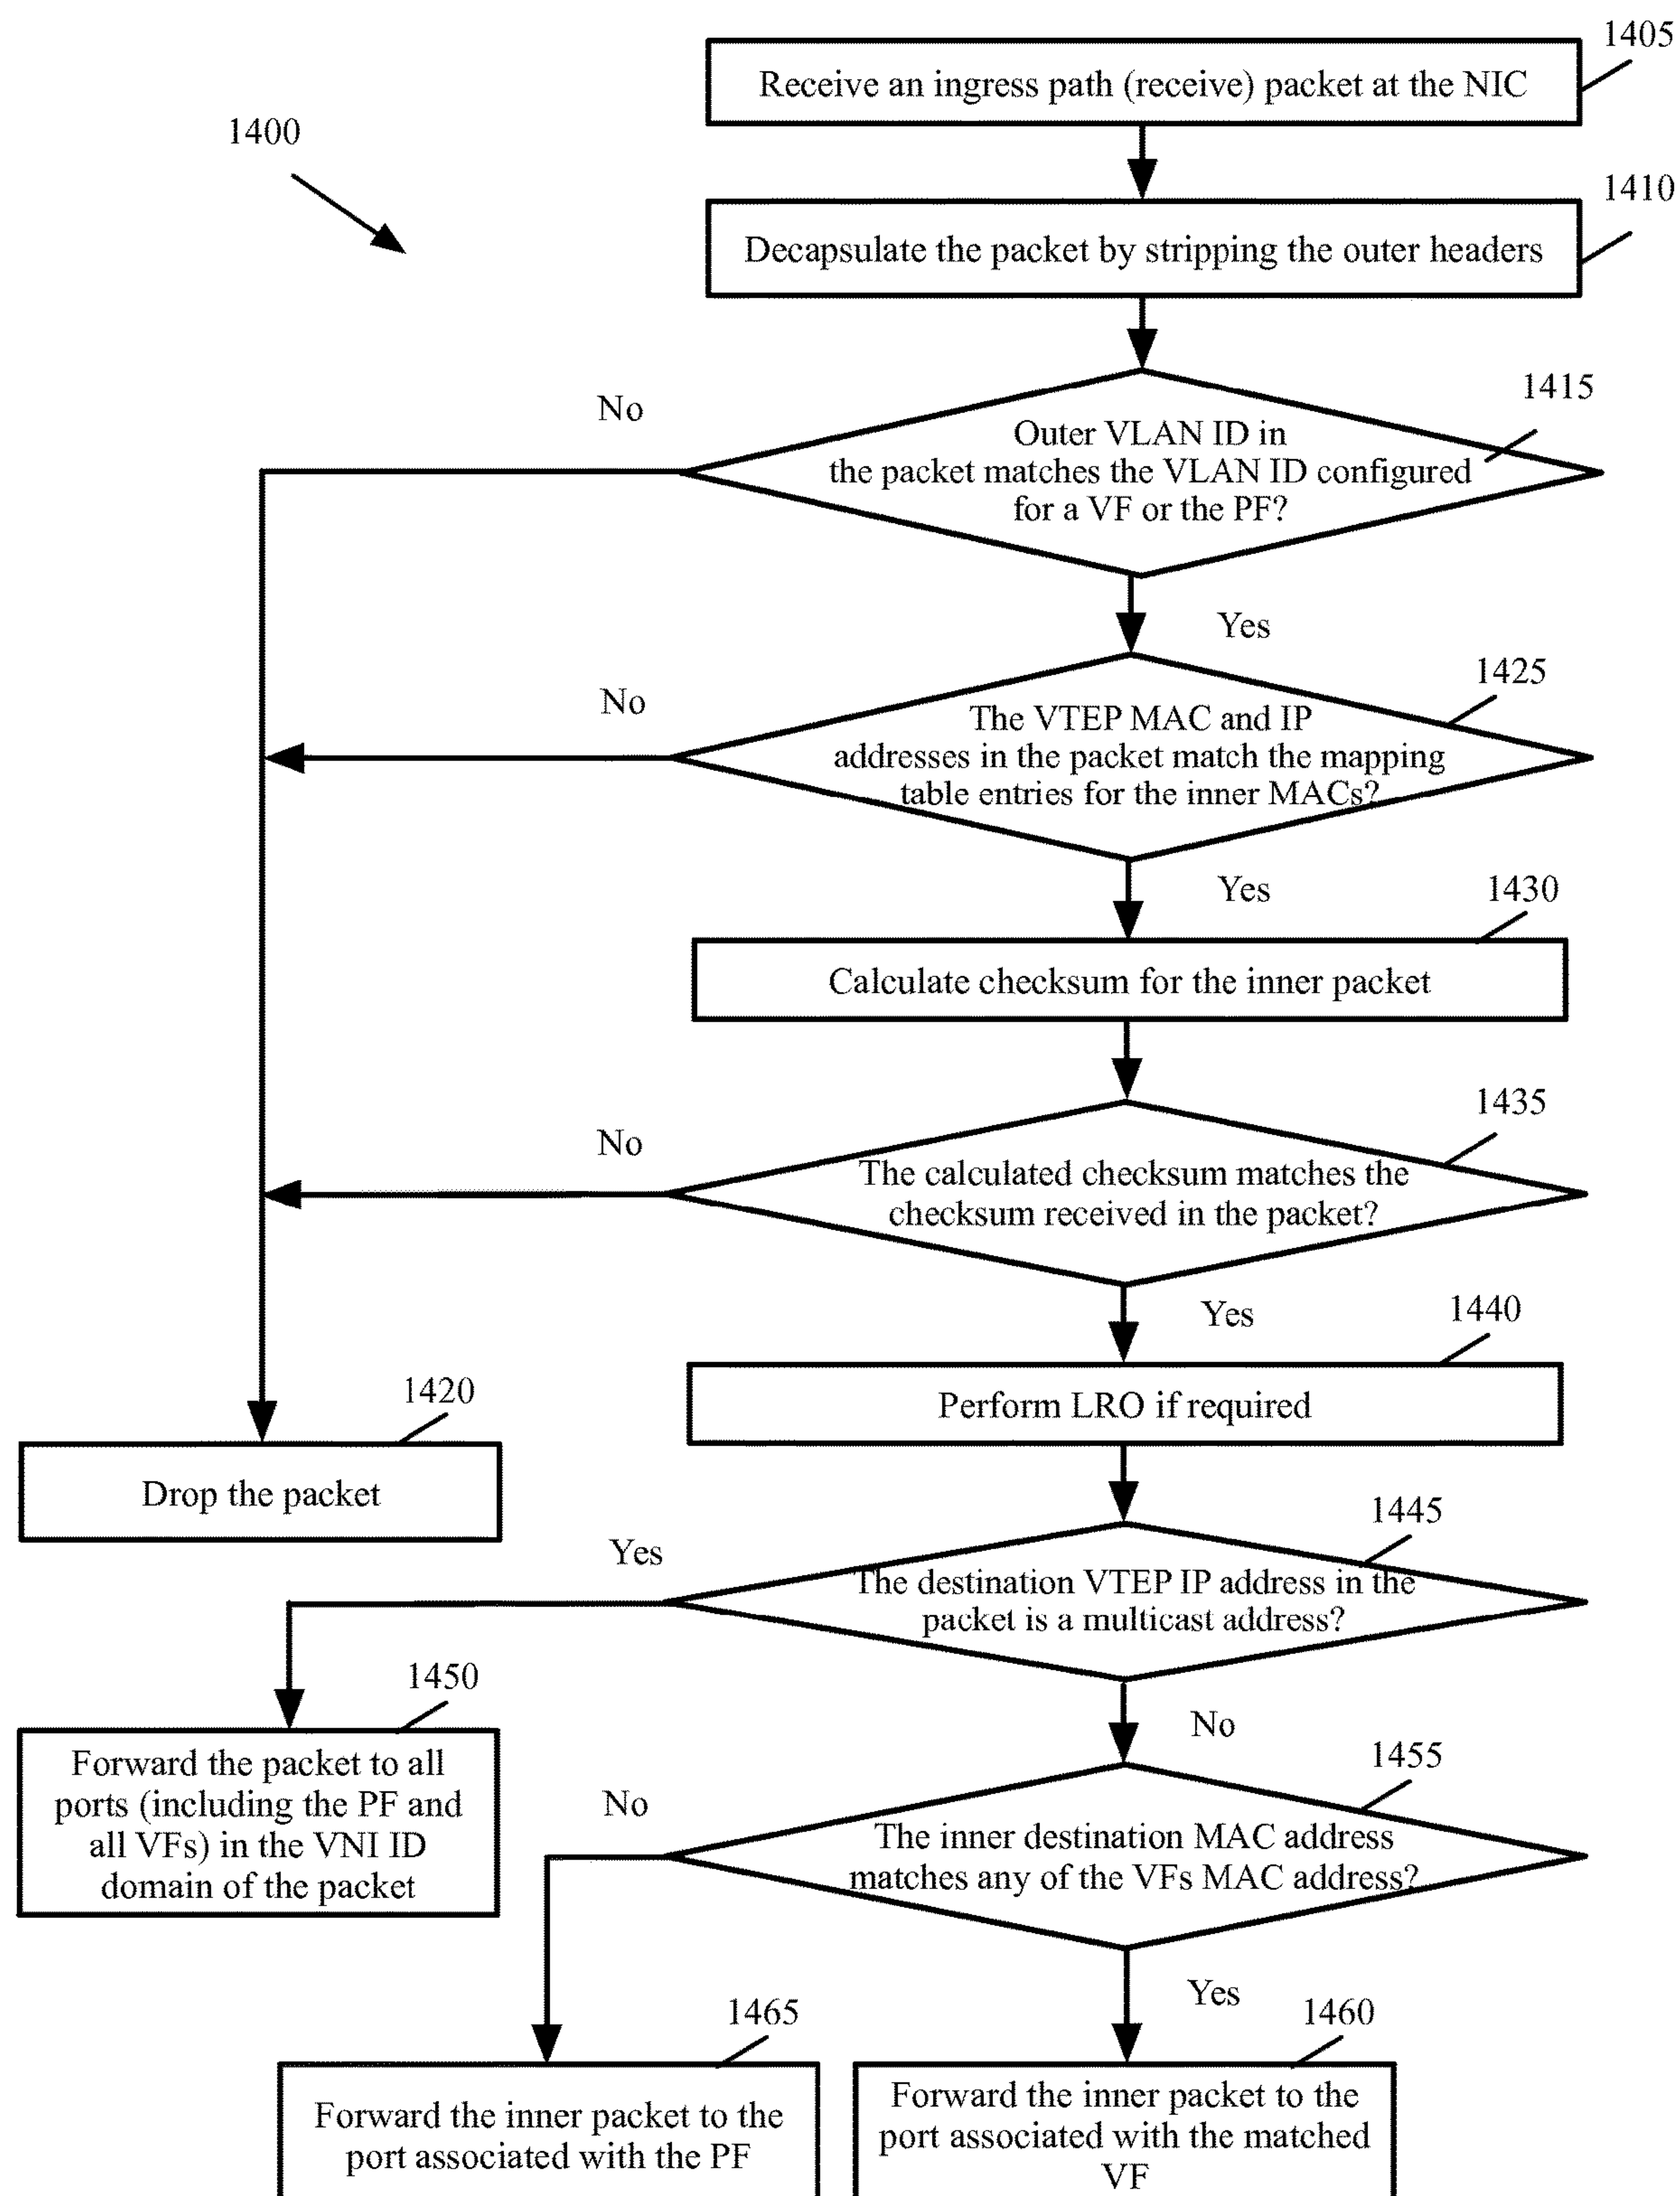 1405
Receive an ingress path (receive) packet at the NIC
1400
1410
Decapsulate the packet by stripping the outer headers
1415
No
Outer VLAN ID in
the packet matches the VLAN ID configured
for a VF or the PF?
Yes
1425
No
The VTEP MAC and IP
addresses in the packet match the mapping
table entries for the inner MACs?
Yes
1430
Calculate checksum for the inner packet
1435
No
The calculated checksum matches the
checksum received in the packet?
Yes
1440
Perform LRO if required
1420
Drop the packet
1445
Yes
The destination VTEP IP address in the
packet is a multicast address?
1450
Forward the packet to all
ports (including the PF and
all VFs) in the VNI ID
domain of the packet
No
1455
No
The inner destination MAC address
matches any of the VFs MAC address?
Yes
1465
Forward the inner packet to the
port associated with the PF
1460
Forward the inner packet to the
port associated with the matched
VF